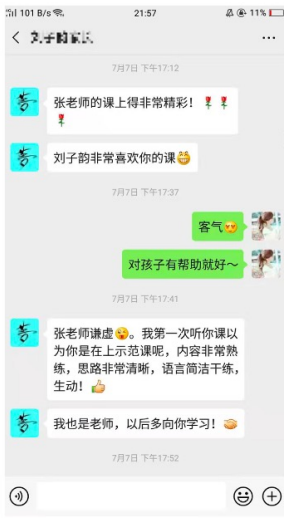 101 B/s
21:57
11%
7月7日 下午17:12
张老师的课上得非常精彩！
刘子韵非常喜欢你的课
7月7日 下午17:37
客气
对孩子有帮助就好～
7月7日 下午17:41
张老师谦虚。我第一次听你课以
为你是在上示范课呢，内容非常熟
练，思路非常清晰，语言简洁干练，
生动！
我也是老师，以后多向你学习！
7月7日 下午17:52